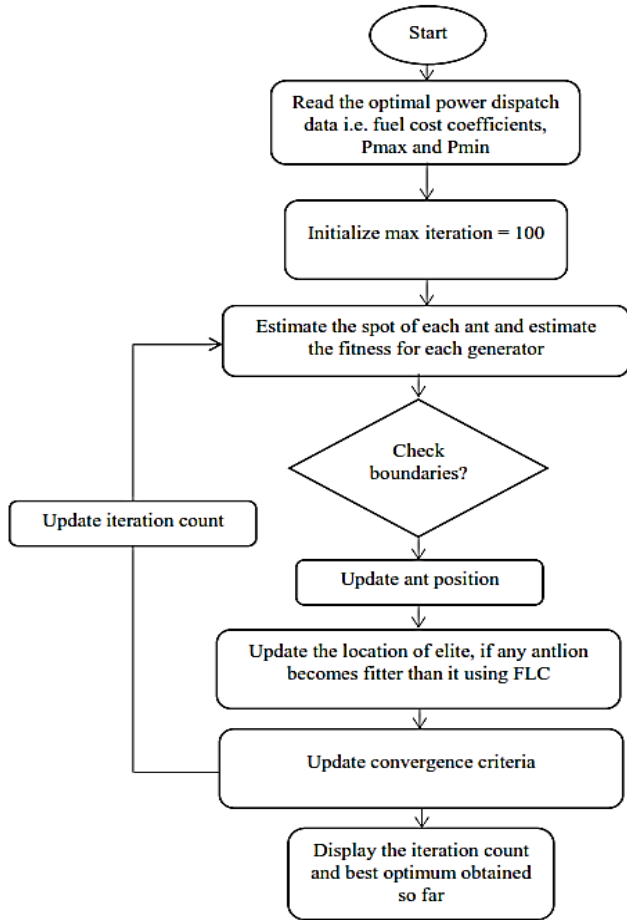 Start
Read the optimal power dispatch
data i.e. fuel cost coefficients,
Pmax and Pmin
Initialize max iteration = 100
Estimate the spot of each ant and estimate
the fitness for each generator
Check
boundaries?
Update iteration count
Update ant position
Update the location of elite, if any antlion
becomes fitter than it using FLC
Update convergence criteria
Display the iteration count
and best optimum obtained
so far